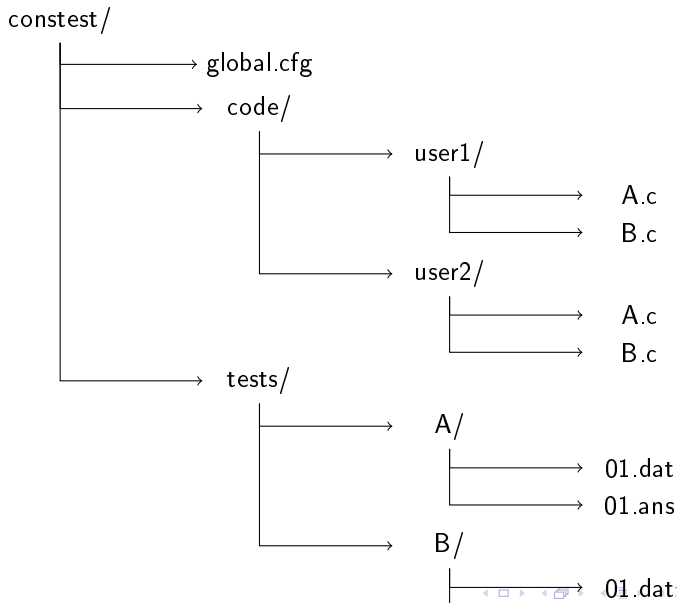 constest/
global.cfg
code/
user1/
A.c
B.c
user2/
A.c
B.c
tests/
A/
01.dat
01.ans
B/
01.dat